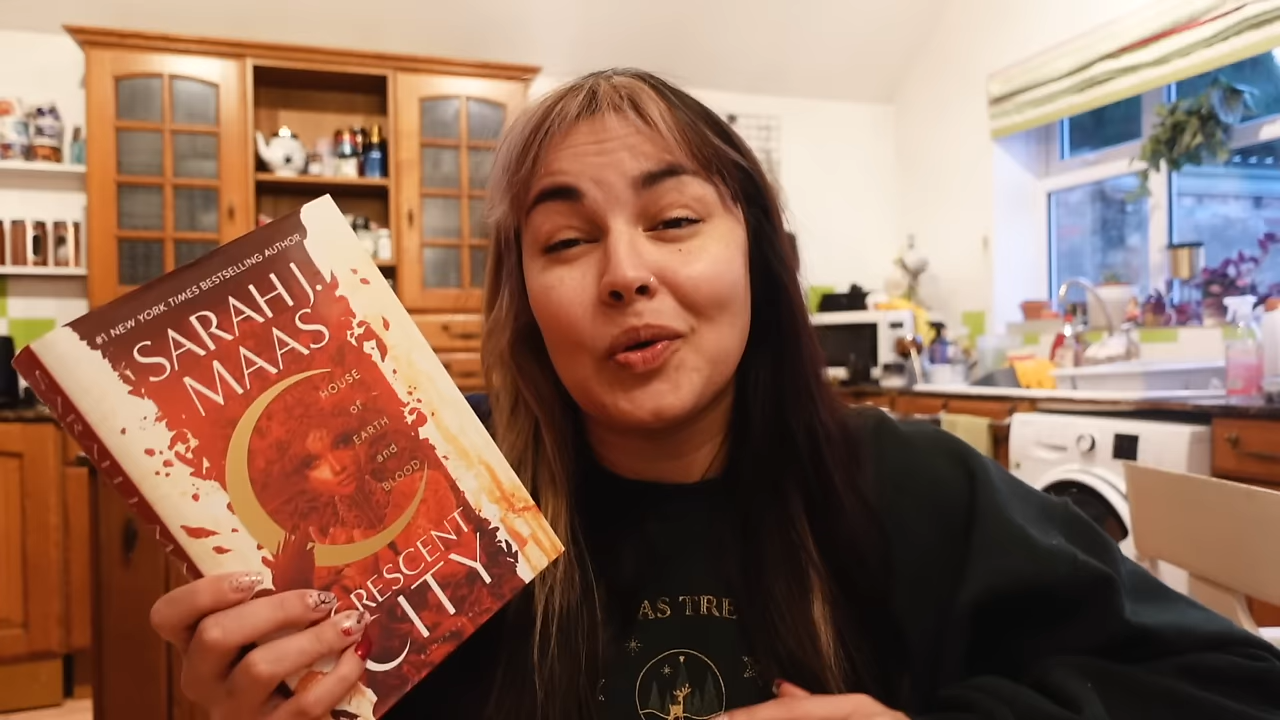 #1 NEW YORK TIMES BESTSELLING AUTHOR
SARAH J.
MAAS
HOUSE
of
EARTH
and
BLOOD
CRESCENT
CITY
AS TRE